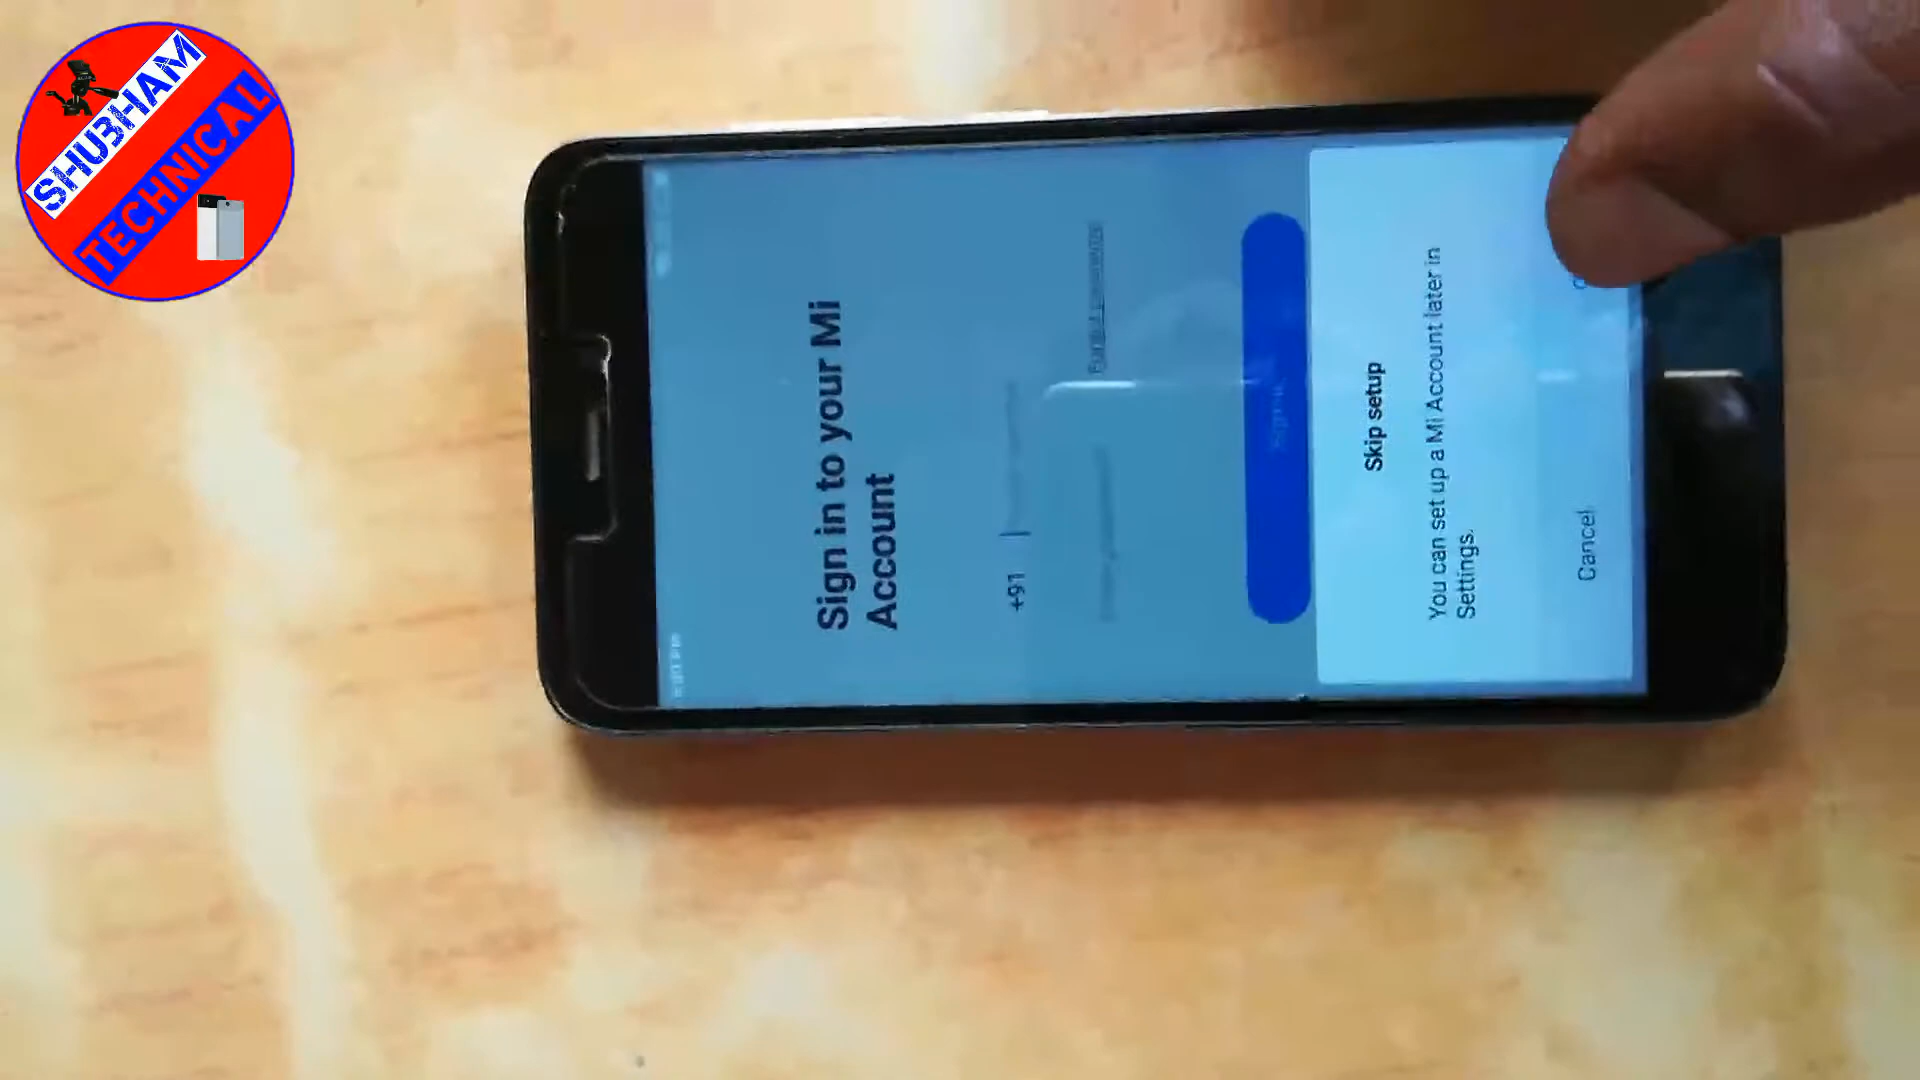 SHUBHAM
TECHNICAL
Sign in to your Mi
Account
+91
Skip setup
You can set up a Mi Account later in
Settings.
Cancel